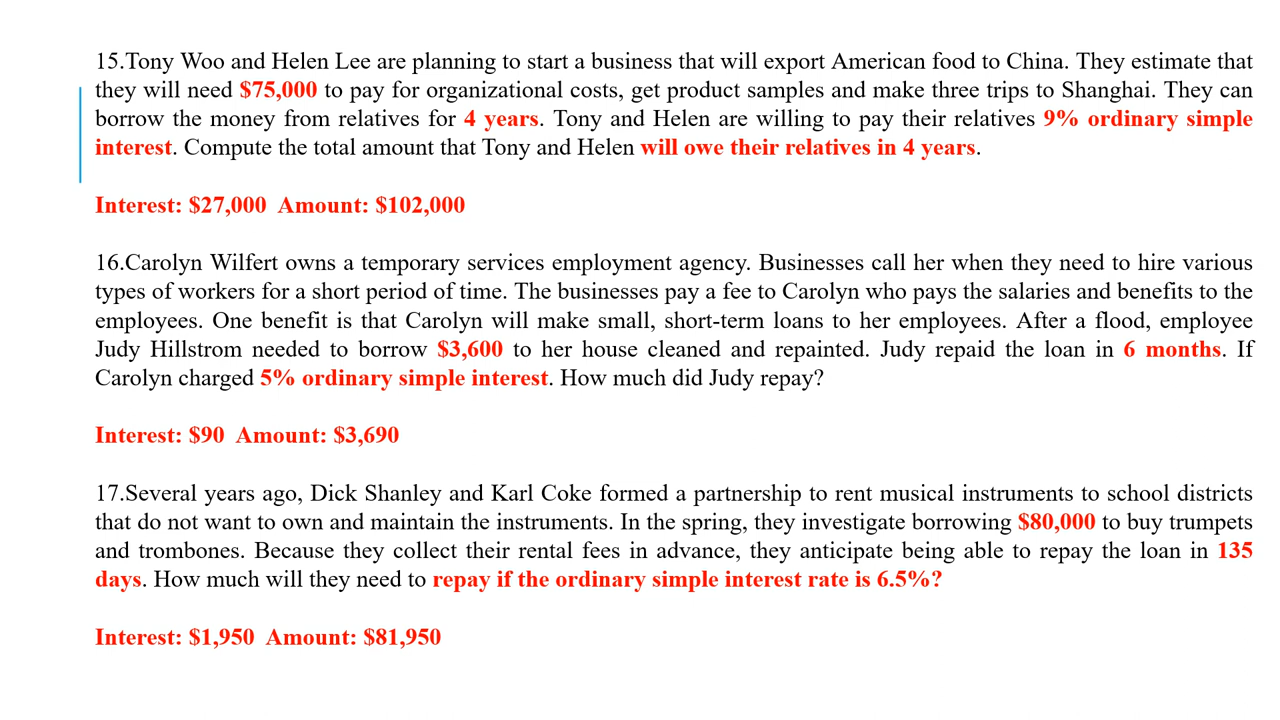 15.Tony Woo and Helen Lee are planning to start a business that will export American food to China. They estimate that
they will need $75,000 to pay for organizational costs, get product samples and make three trips to Shanghai. They can
borrow the money from relatives for 4 years. Tony and Helen are willing to pay their relatives 9% ordinary simple
interest. Compute the total amount that Tony and Helen will owe their relatives in 4 years.
Interest: $27,000 Amount: $102,000
16.Carolyn Wilfert owns a temporary services employment agency. Businesses call her when they need to hire various
types of workers for a short period of time. The businesses pay a fee to Carolyn who pays the salaries and benefits to the
employees. One benefit is that Carolyn will make small, short-term loans to her employees. After a flood, employee
Judy Hillstrom needed to borrow $3,600 to her house cleaned and repainted. Judy repaid the loan in 6 months. If
Carolyn charged 5% ordinary simple interest. How much did Judy repay?
Interest: $90 Amount: $3,690
17.Several years ago, Dick Shanley and Karl Coke formed a partnership to rent musical instruments to school districts
that do not want to own and maintain the instruments. In the spring, they investigate borrowing $80,000 to buy trumpets
and trombones. Because they collect their rental fees in advance, they anticipate being able to repay the loan in 135
days. How much will they need to repay if the ordinary simple interest rate is 6.5%?
Interest: $1,950 Amount: $81,950